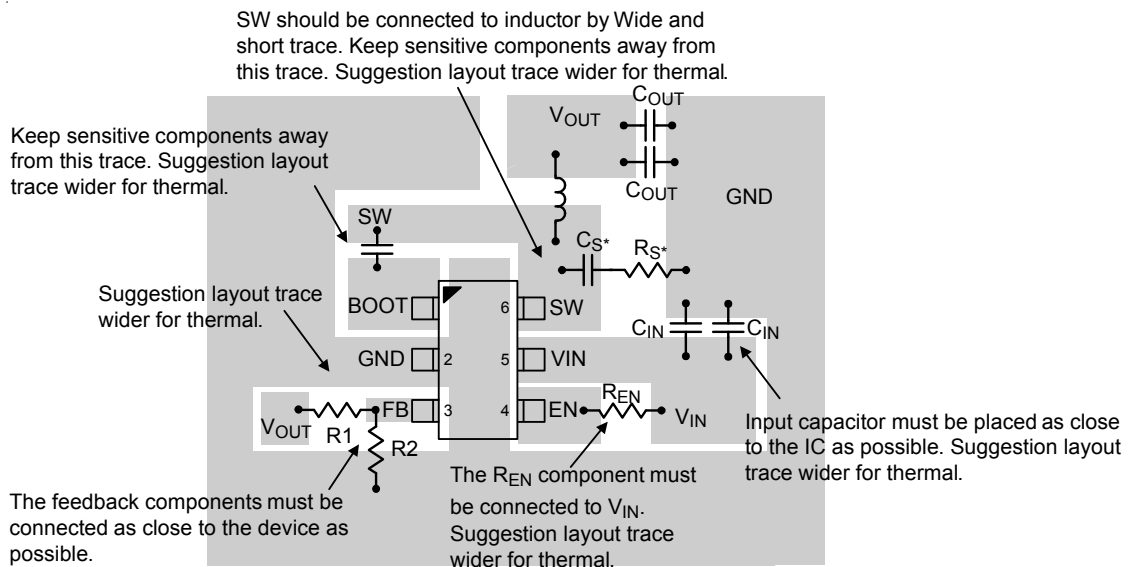 SW should be connected to inductor by Wide and
short trace. Keep sensitive components away from
this trace. Suggestion layout trace wider for thermal.
Keep sensitive components away
from this trace. Suggestion layout
trace wider for thermal.
COUT
VOUT
COUT
GND
SW
CS*
RS*
Suggestion layout trace
wider for thermal.
BOOT
6
SW
CIN
CIN
GND
2
5
VIN
REN
FB
3
4
EN
VIN
VOUT
R1
R2
Input capacitor must be placed as close
to the IC as possible. Suggestion layout
trace wider for thermal.
The feedback components must be
connected as close to the device as
possible.
The REN component must
be connected to VIN.
Suggestion layout trace
wider for thermal.